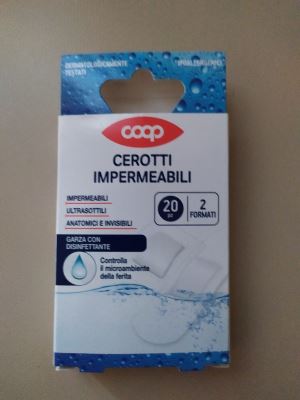 DERMATOLOGICAMENTE
TESTATI
IPOALLERGENICI
coop
CEROTTI
IMPERMEABILI
IMPERMEABILI
ULTRASOTTILI
ANATOMICI E INVISIBILI
20
pz
2
FORMATI
GARZA CON
DISINFETTANTE
Controlla
il microambiente
della ferita